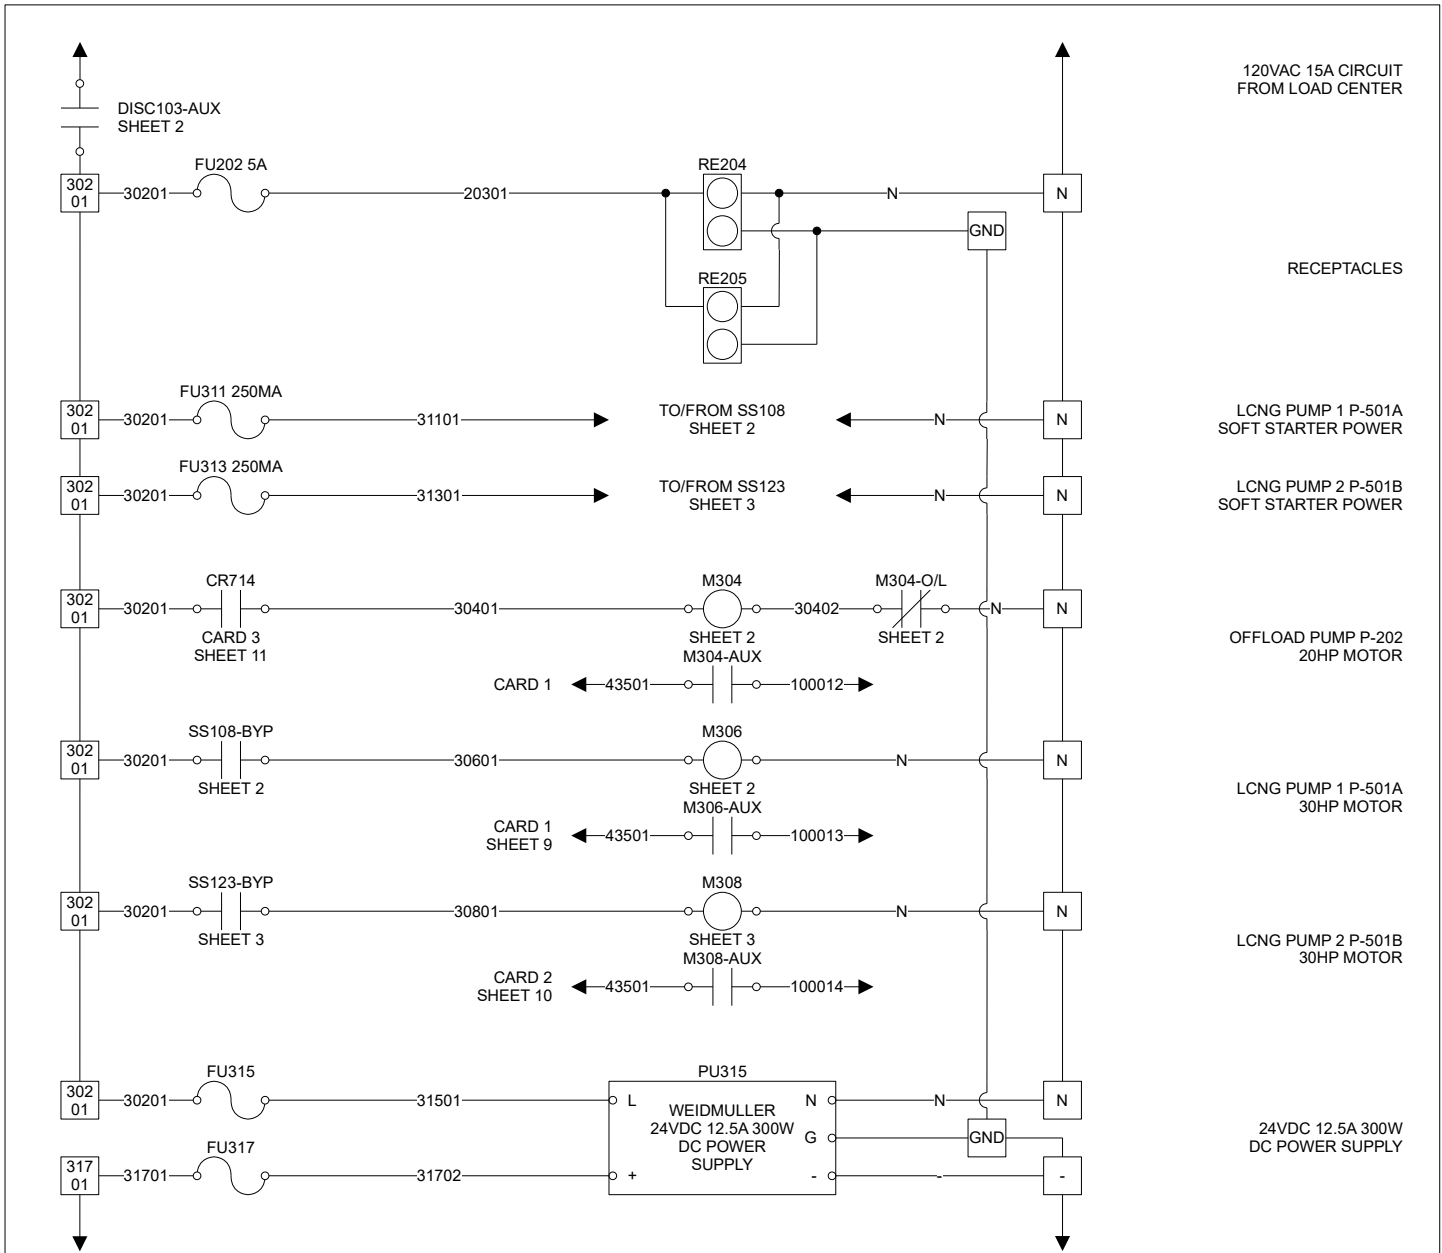 120VAC 15A CIRCUIT
FROM LOAD CENTER
DISC103-AUX
SHEET 2
FU202 5A
RE204
302
01
30201
20301
N
N
GND
RECEPTACLES
RE205
FU311 250MA
302
01
30201
31101
TO/FROM SS108
SHEET 2
N
N
LCNG PUMP 1 P-501A
SOFT STARTER POWER
FU313 250MA
302
01
30201
31301
TO/FROM SS123
SHEET 3
N
N
LCNG PUMP 2 P-501B
SOFT STARTER POWER
CR714
M304
M304-O/L
302
01
30201
30401
30402
N
N
CARD 3
SHEET 11
SHEET 2
SHEET 2
OFFLOAD PUMP P-202
20HP MOTOR
M304-AUX
CARD 1
43501
100012
SS108-BYP
M306
302
01
30201
30601
N
N
SHEET 2
SHEET 2
LCNG PUMP 1 P-501A
30HP MOTOR
M306-AUX
CARD 1
SHEET 9
43501
100013
SS123-BYP
M308
302
01
30201
30801
N
N
SHEET 3
SHEET 3
LCNG PUMP 2 P-501B
30HP MOTOR
M308-AUX
CARD 2
SHEET 10
43501
100014
FU315
PU315
302
01
30201
31501
L
WEIDMULLER
24VDC 12.5A 300W
DC POWER
SUPPLY
N
N
N
G
GND
24VDC 12.5A 300W
DC POWER SUPPLY
FU317
317
01
31701
31702
+
-
-
-